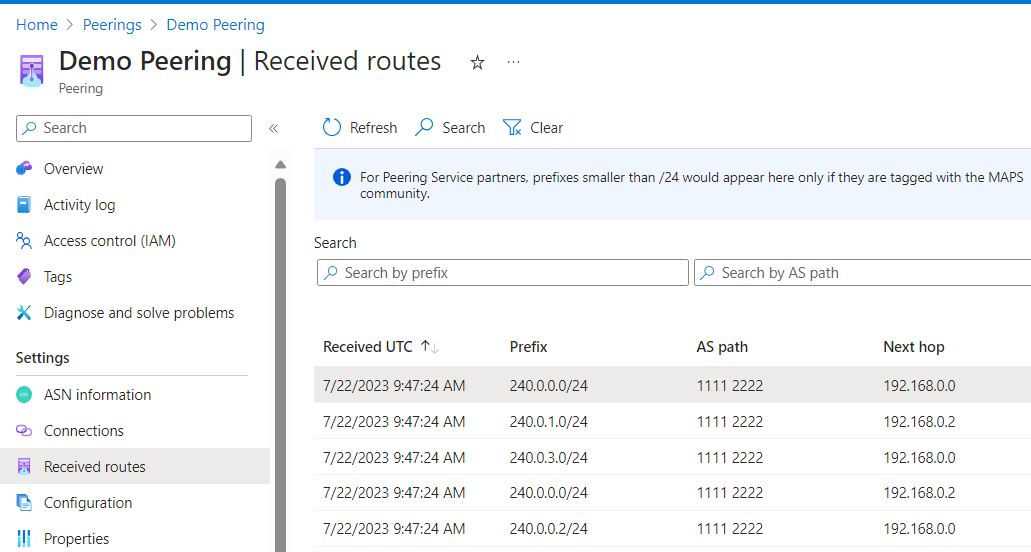 Home > Peerings > Demo Peering
Demo Peering | Received routes
Peering
Search
Refresh
Search
Clear
Overview
Activity log
Access control (IAM)
Tags
Diagnose and solve problems
Settings
ASN information
Connections
Received routes
Configuration
Properties
For Peering Service partners, prefixes smaller than /24 would appear here only if they are tagged with the MAPS
community.
Search
Search by prefix
Search by AS path
Received UTC Prefix AS path Next hop
7/22/2023 9:47:24 AM 240.0.0.0/24 1111 2222 192.168.0.0
7/22/2023 9:47:24 AM 240.0.1.0/24 1111 2222 192.168.0.2
7/22/2023 9:47:24 AM 240.0.3.0/24 1111 2222 192.168.0.0
7/22/2023 9:47:24 AM 240.0.0.0/24 1111 2222 192.168.0.2
7/22/2023 9:47:24 AM 240.0.0.2/24 1111 2222 192.168.0.0